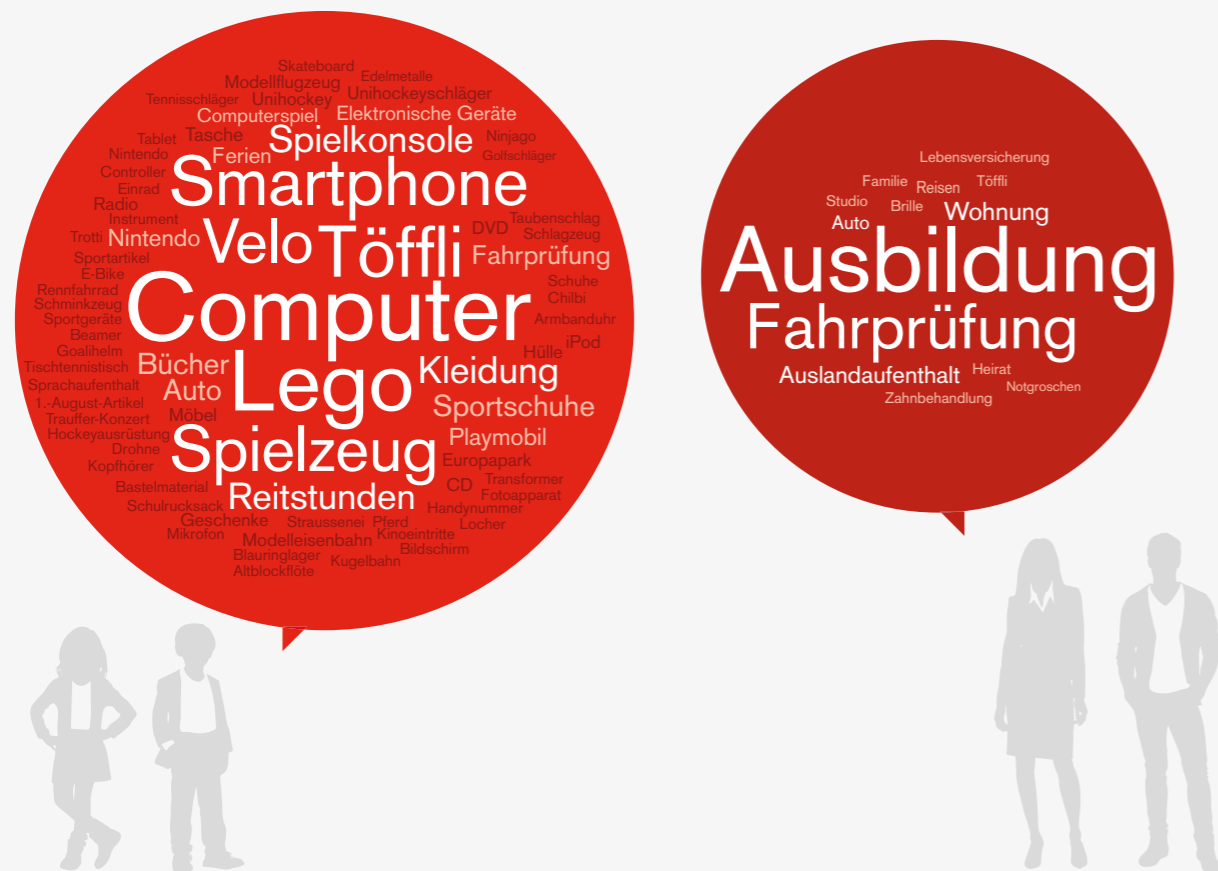 Skateboard
Modellflugzeug Edelmetalle
Tennisschläger Unihockey Unihockeyschläger
Computerspiel Elektronische Geräte
Tablet Tasche Spielkonsole Ninjago
Nintendo Ferien Golfschläger
Controller Smartphone
Einrad
Radio
Instrument Taubenschlag
Trotti Nintendo Velo Töffli DVD Schlagzeug
Sportartikel Fahrprüfung
E-Bike
Rennfahrrad Computer Schuhe
Schminkzeug Chilbi
Sportgeräte Armbanduhr
Beamer
Goalihelm Hülle iPod
Tischtennistisch Bücher Lego Kleidung
Sprachaufenthalt Auto
1.-August-Artikel Sportschuhe
Trauffer-Konzert Möbel
Hockeyausrüstung Spielzeug Playmobil
Drohne
Kopfhörer Europapark
Bastelmaterial Reitstunden CD Transformer
Fotoapparat
Schulrucksack Handynummer
Geschenke Straussenei Pferd Locher
Mikrofon Modelleisenbahn Kinoeintritte
Blauringlager Bildschirm
Altblockflöte Kugelbahn
Lebensversicherung
Familie Reisen Töffli
Studio Brille
Auto Wohnung
Ausbildung
Fahrprüfung
Auslandaufenthalt Heirat
Notgroschen
Zahnbehandlung